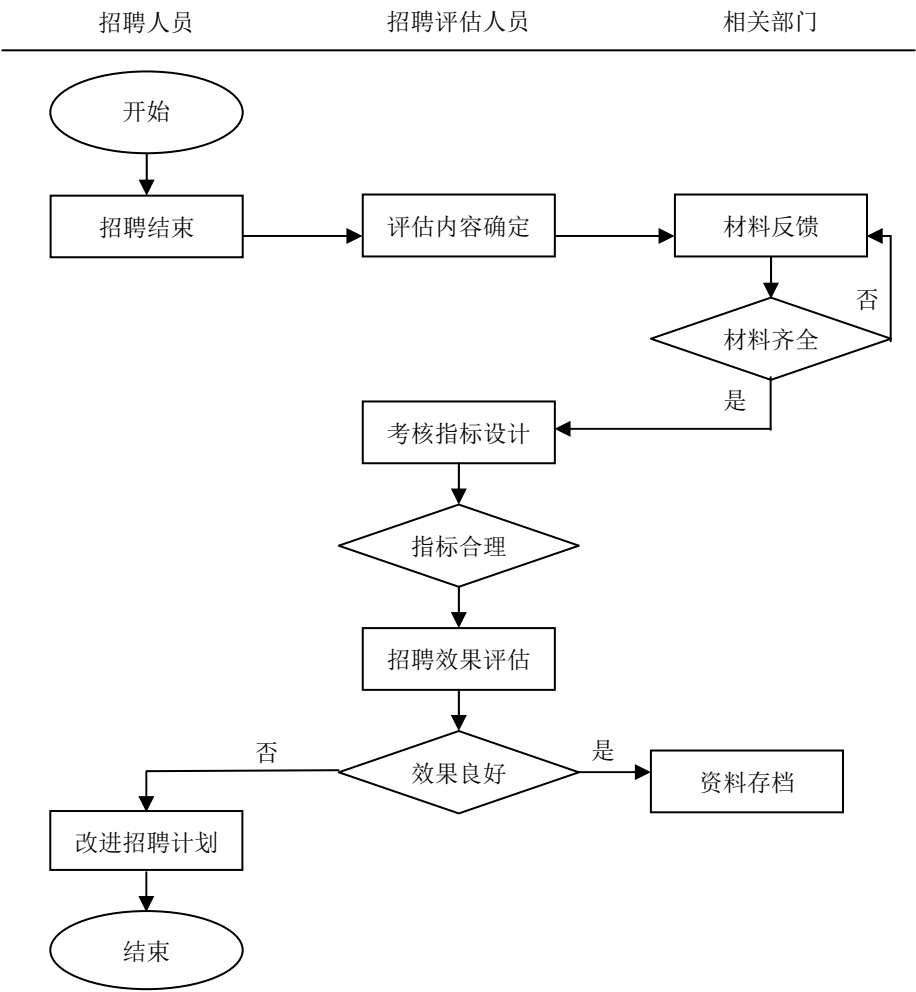 招聘人员
招聘评估人员
相关部门
开始
招聘结束
评估内容确定
材料反馈
否
材料齐全
是
考核指标设计
指标合理
招聘效果评估
否
是
效果良好
资料存档
改进招聘计划
结束